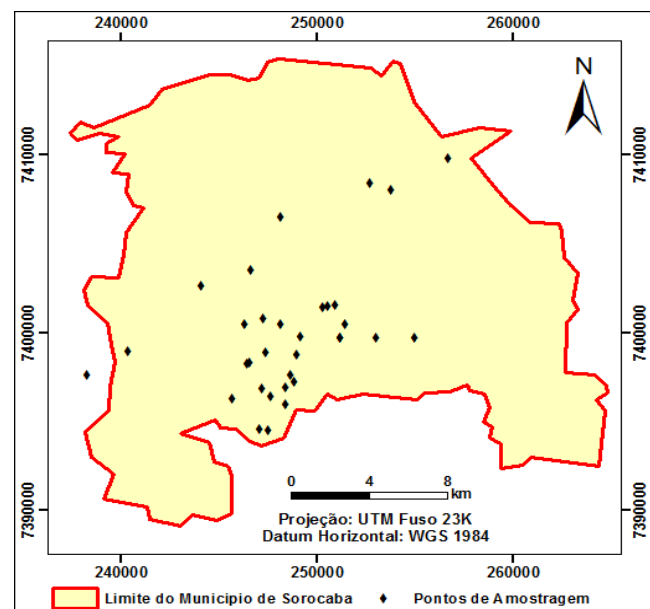 240000 250000 260000
N
7410000 7410000
7400000 7400000
7390000 7390000
0 4 8
km
Projeção: UTM Fuso 23K
Datum Horizontal: WGS 1984
240000 250000 260000
Limite do Municipio de Sorocaba Pontos de Amostragem